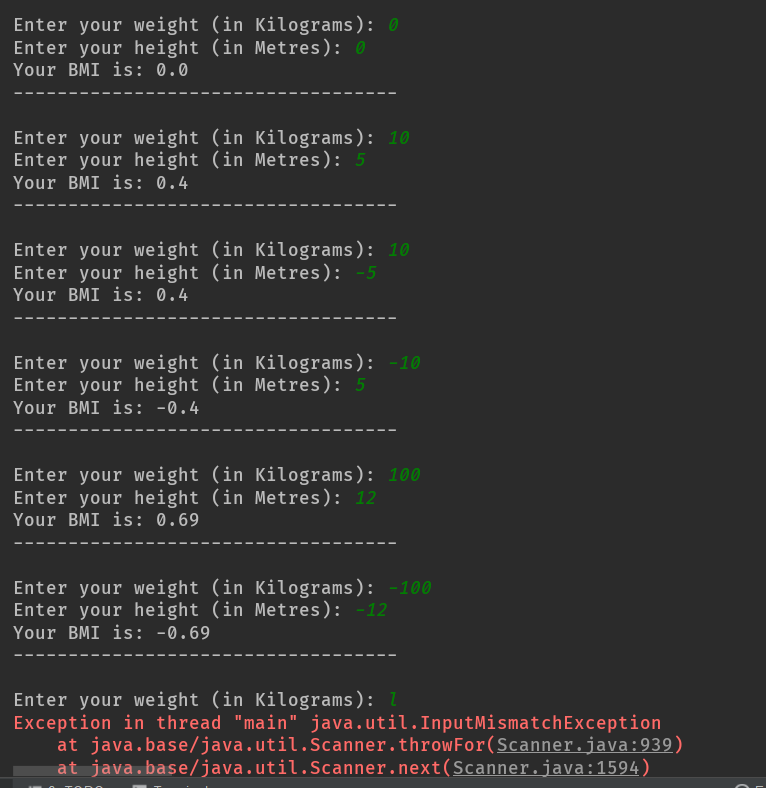 Enter your weight (in Kilograms): 0
Enter your height (in Metres): 0
Your BMI is: 0.0
-----------------------------------
Enter your weight (in Kilograms): 10
Enter your height (in Metres): 5
Your BMI is: 0.4
-----------------------------------
Enter your weight (in Kilograms): 10
Enter your height (in Metres): -5
Your BMI is: 0.4
-----------------------------------
Enter your weight (in Kilograms): -10
Enter your height (in Metres): 5
Your BMI is: -0.4
-----------------------------------
Enter your weight (in Kilograms): 100
Enter your height (in Metres): 12
Your BMI is: 0.69
-----------------------------------
Enter your weight (in Kilograms): -100
Enter your height (in Metres): -12
Your BMI is: -0.69
-----------------------------------
Enter your weight (in Kilograms): l
Exception in thread "main" java.util.InputMismatchException
    at java.base/java.util.Scanner.throwFor(Scanner.java:939)
    at java.base/java.util.Scanner.next(Scanner.java:1594)